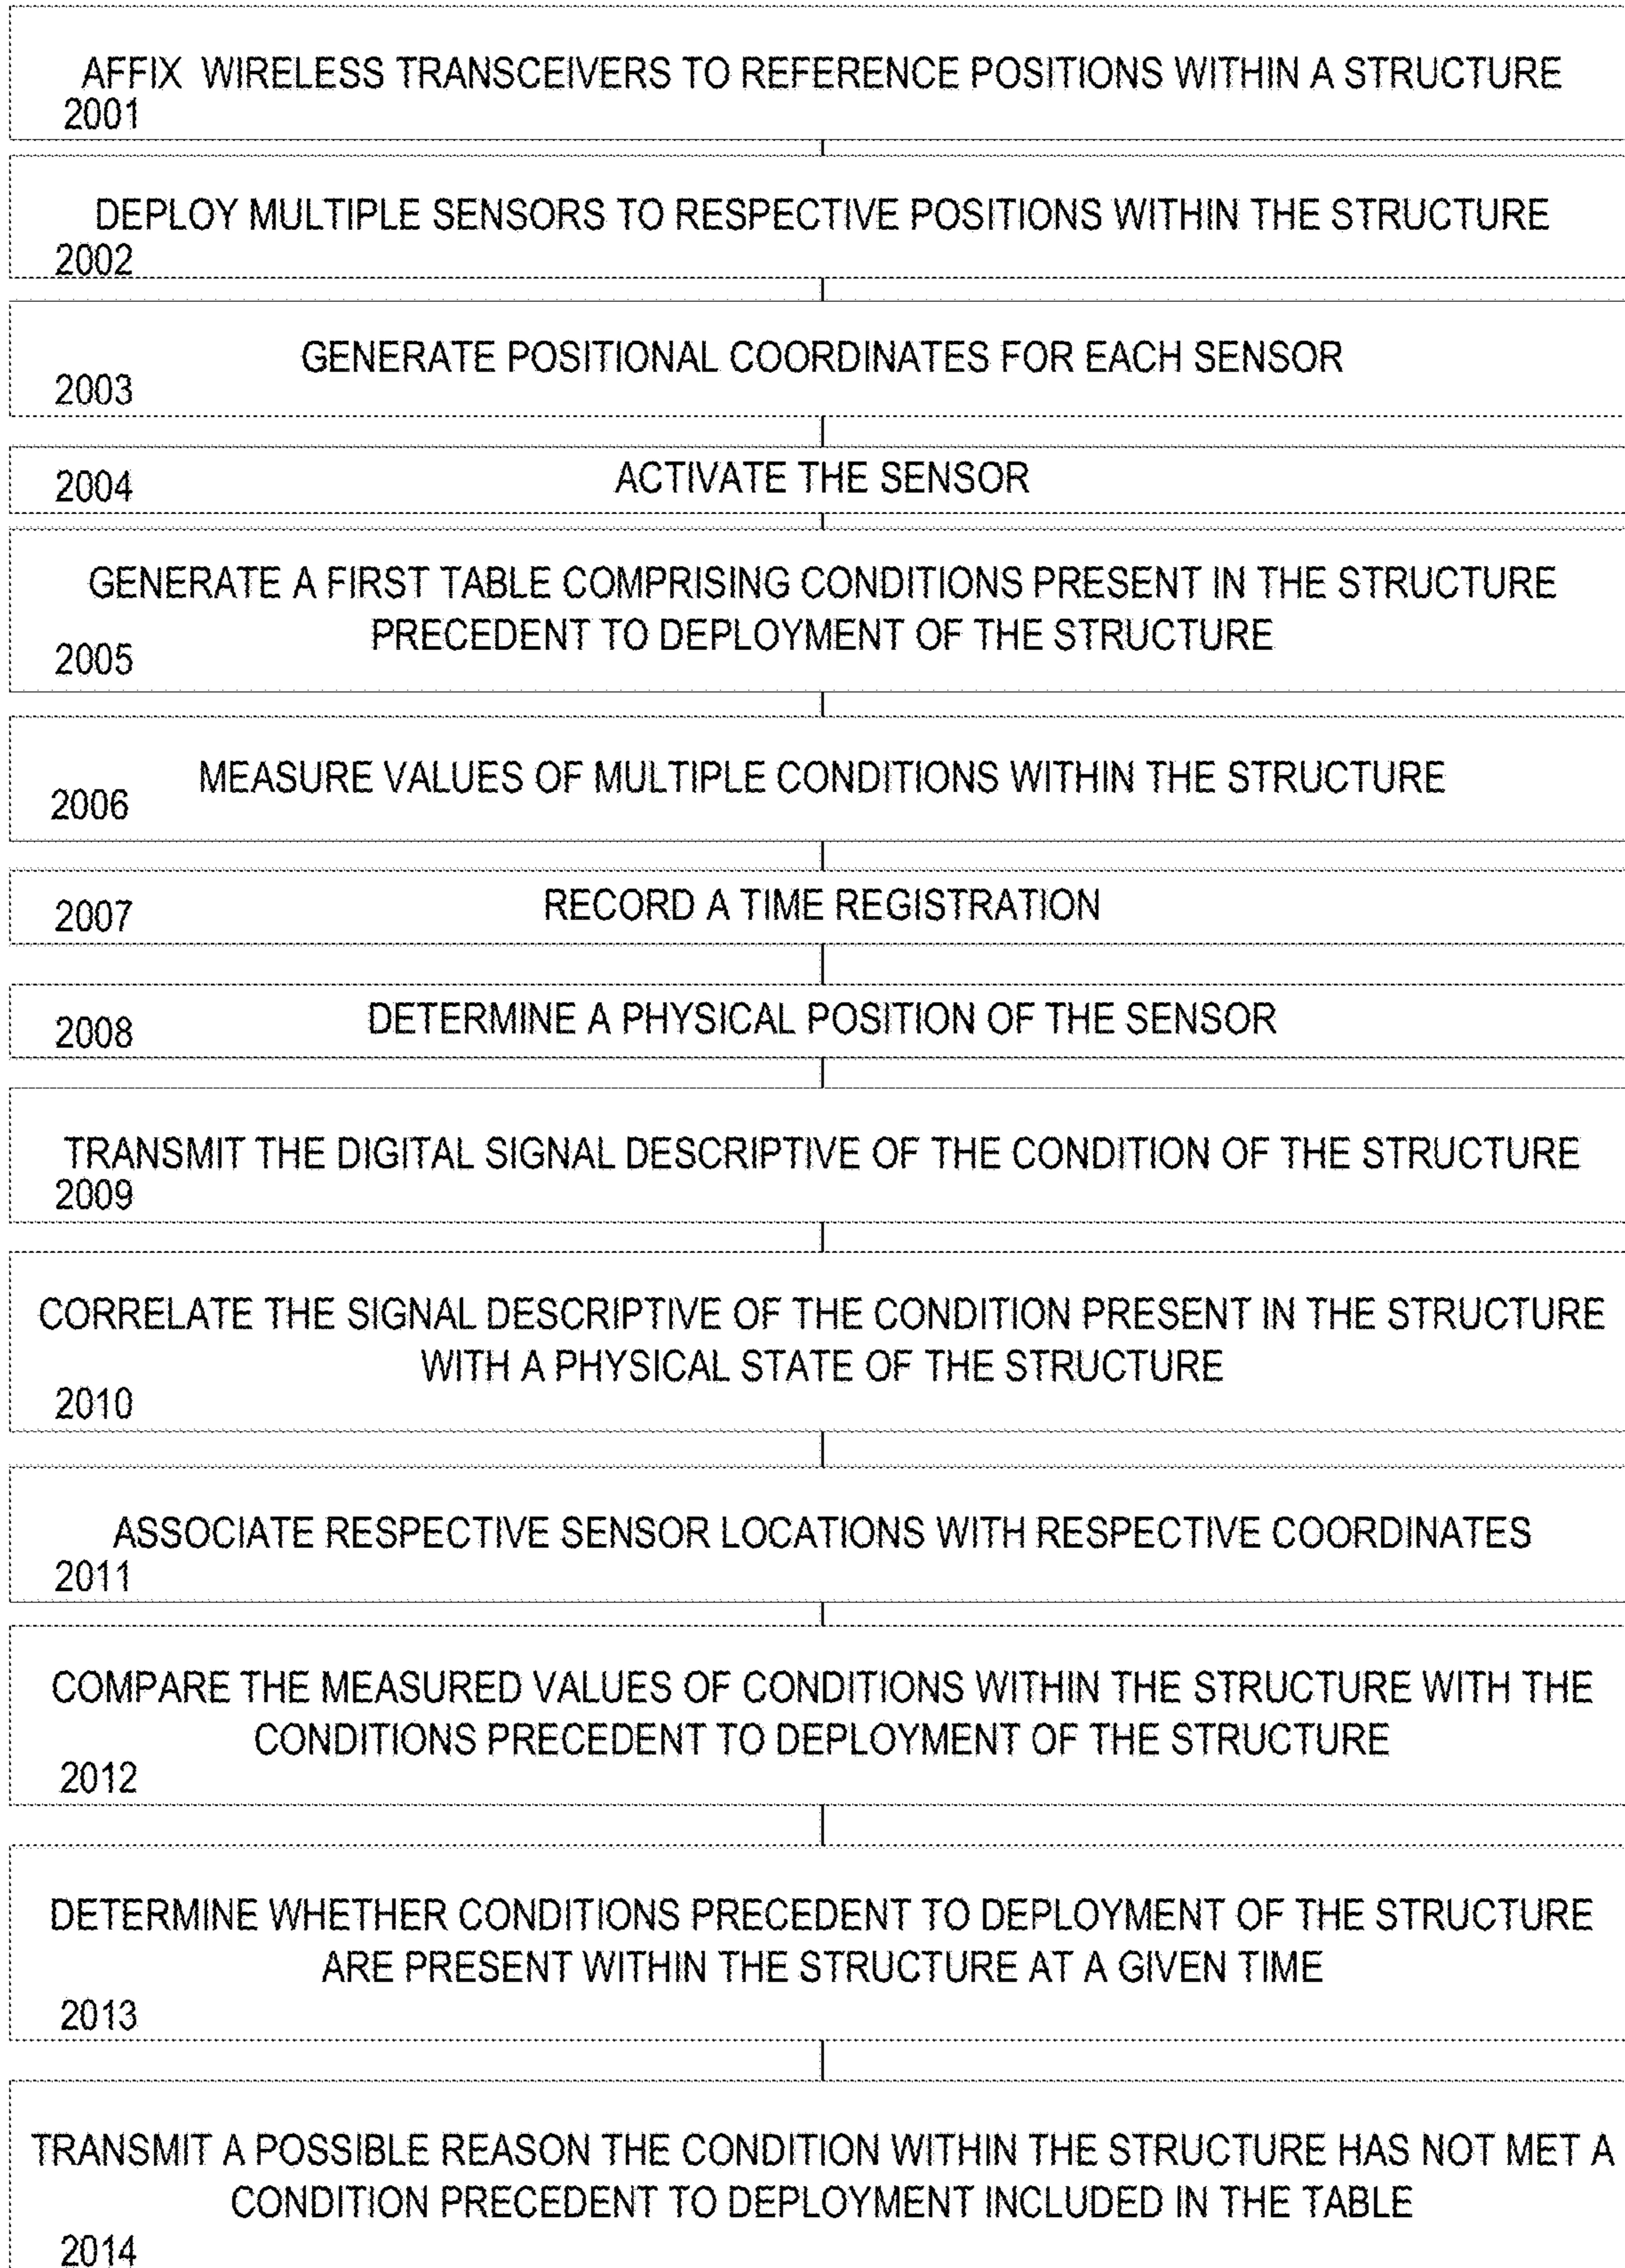 AFFIX WIRELESS TRANSCEIVERS TO REFERENCE POSITIONS WITHIN A STRUCTURE
2001
DEPLOY MULTIPLE SENSORS TO RESPECTIVE POSITIONS WITHIN THE STRUCTURE
2002
GENERATE POSITIONAL COORDINATES FOR EACH SENSOR
2003
ACTIVATE THE SENSOR
2004
GENERATE A FIRST TABLE COMPRISING CONDITIONS PRESENT IN THE STRUCTURE
PRECEDENT TO DEPLOYMENT OF THE STRUCTURE
2005
MEASURE VALUES OF MULTIPLE CONDITIONS WITHIN THE STRUCTURE
2006
RECORD A TIME REGISTRATION
2007
DETERMINE A PHYSICAL POSITION OF THE SENSOR
2008
TRANSMIT THE DIGITAL SIGNAL DESCRIPTIVE OF THE CONDITION OF THE STRUCTURE
2009
CORRELATE THE SIGNAL DESCRIPTIVE OF THE CONDITION PRESENT IN THE STRUCTURE
WITH A PHYSICAL STATE OF THE STRUCTURE
2010
ASSOCIATE RESPECTIVE SENSOR LOCATIONS WITH RESPECTIVE COORDINATES
2011
COMPARE THE MEASURED VALUES OF CONDITIONS WITHIN THE STRUCTURE WITH THE
CONDITIONS PRECEDENT TO DEPLOYMENT OF THE STRUCTURE
2012
DETERMINE WHETHER CONDITIONS PRECEDENT TO DEPLOYMENT OF THE STRUCTURE
ARE PRESENT WITHIN THE STRUCTURE AT A GIVEN TIME
2013
TRANSMIT A POSSIBLE REASON THE CONDITION WITHIN THE STRUCTURE HAS NOT MET A
CONDITION PRECEDENT TO DEPLOYMENT INCLUDED IN THE TABLE
2014